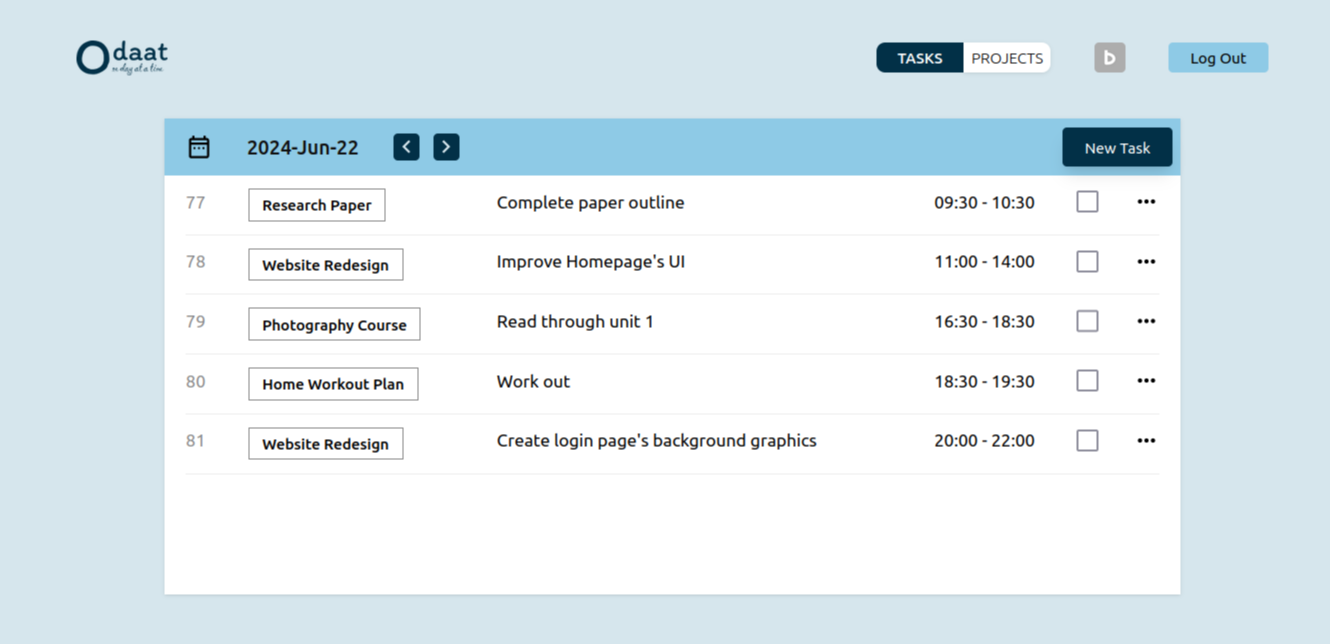 Odaat
TASKS PROJECTS b Log Out
2024-Jun-22 New Task
77 Research Paper Complete paper outline 09:30 - 10:30
78 Website Redesign Improve Homepage's UI 11:00 - 14:00
79 Photography Course Read through unit 1 16:30 - 18:30
80 Home Workout Plan Work out 18:30 - 19:30
81 Website Redesign Create login page's background graphics 20:00 - 22:00